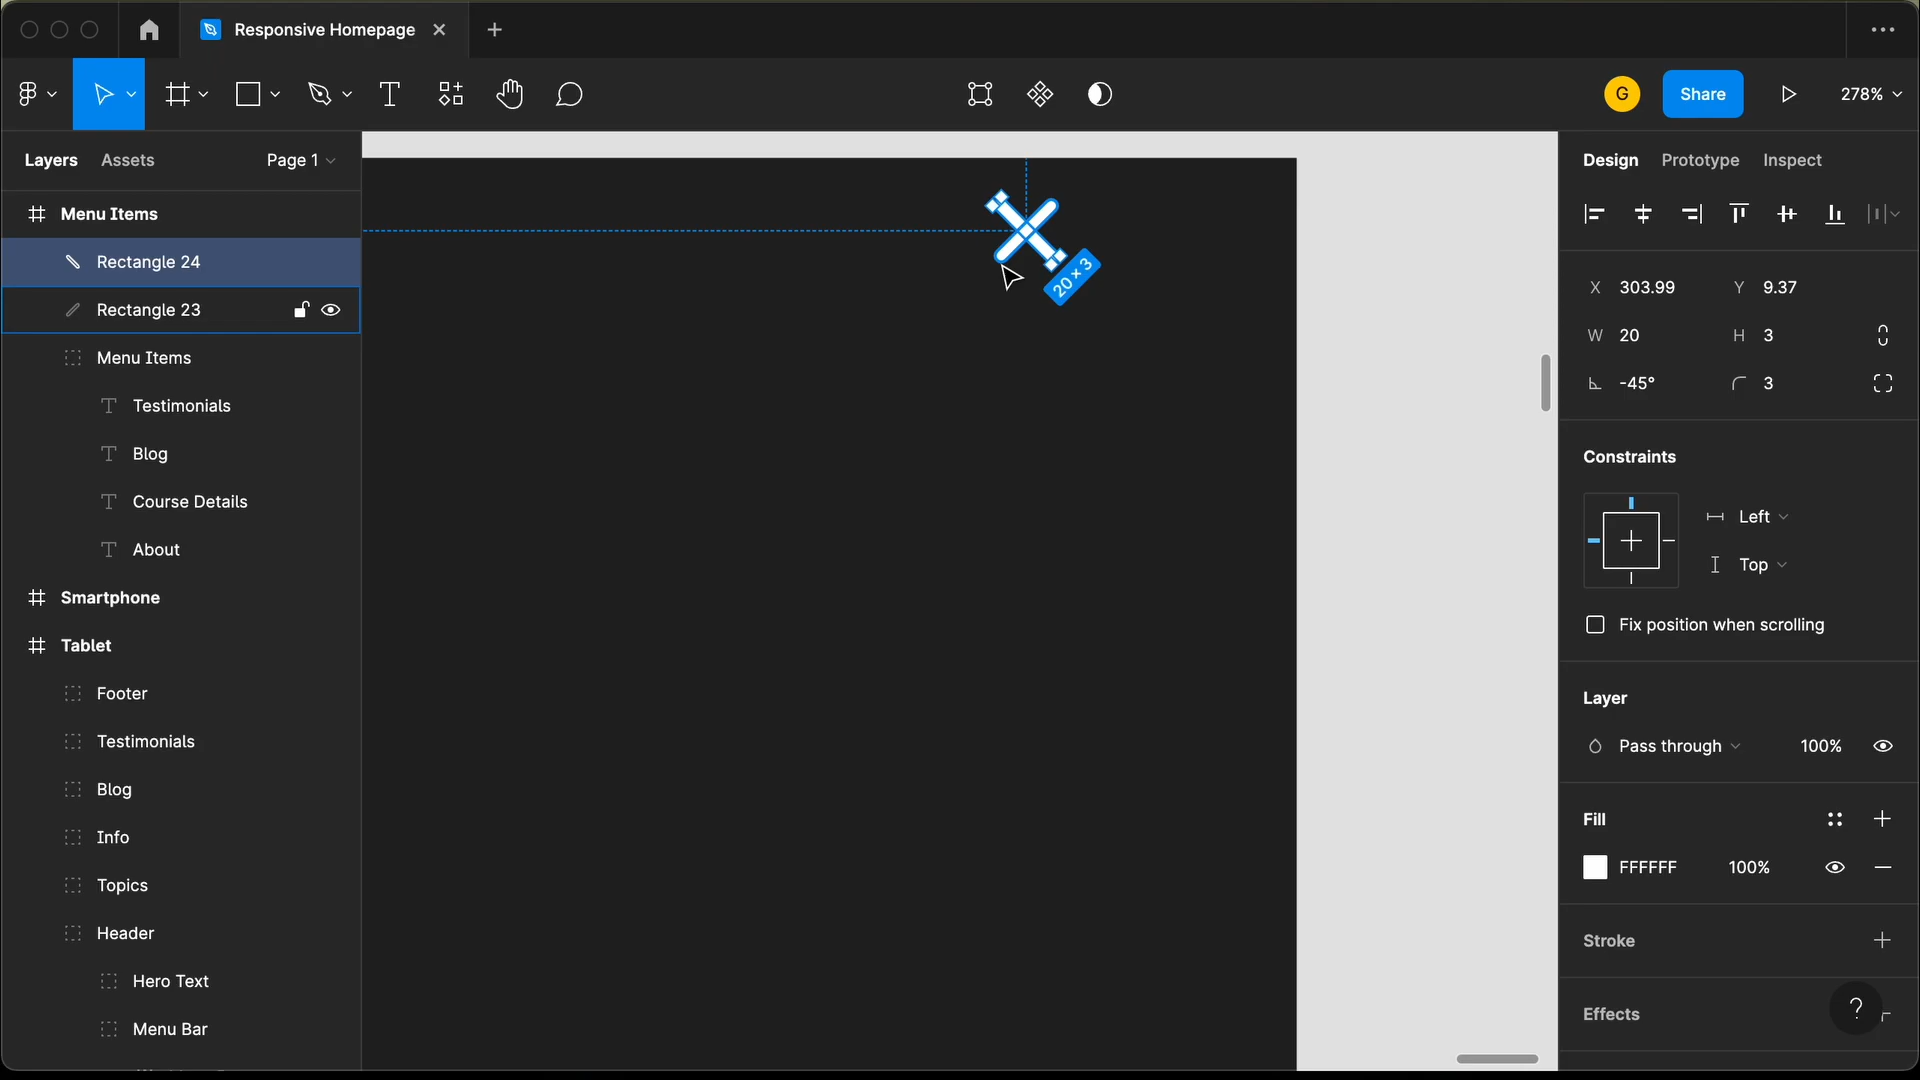 Responsive Homepage
G
Share
278%
Layers
Assets
Page 1
Menu Items
Rectangle 24
Rectangle 23
Menu Items
Testimonials
Blog
Course Details
About
Smartphone
Tablet
Footer
Testimonials
Blog
Info
Topics
Header
Hero Text
Menu Bar
20 × 3
Design
Prototype
Inspect
X 303.99
Y 9.37
W 20
H 3
-45°
3
Constraints
Left
Top
Fix position when scrolling
Layer
Pass through
100%
Fill
FFFFFF
100%
Stroke
Effects
?